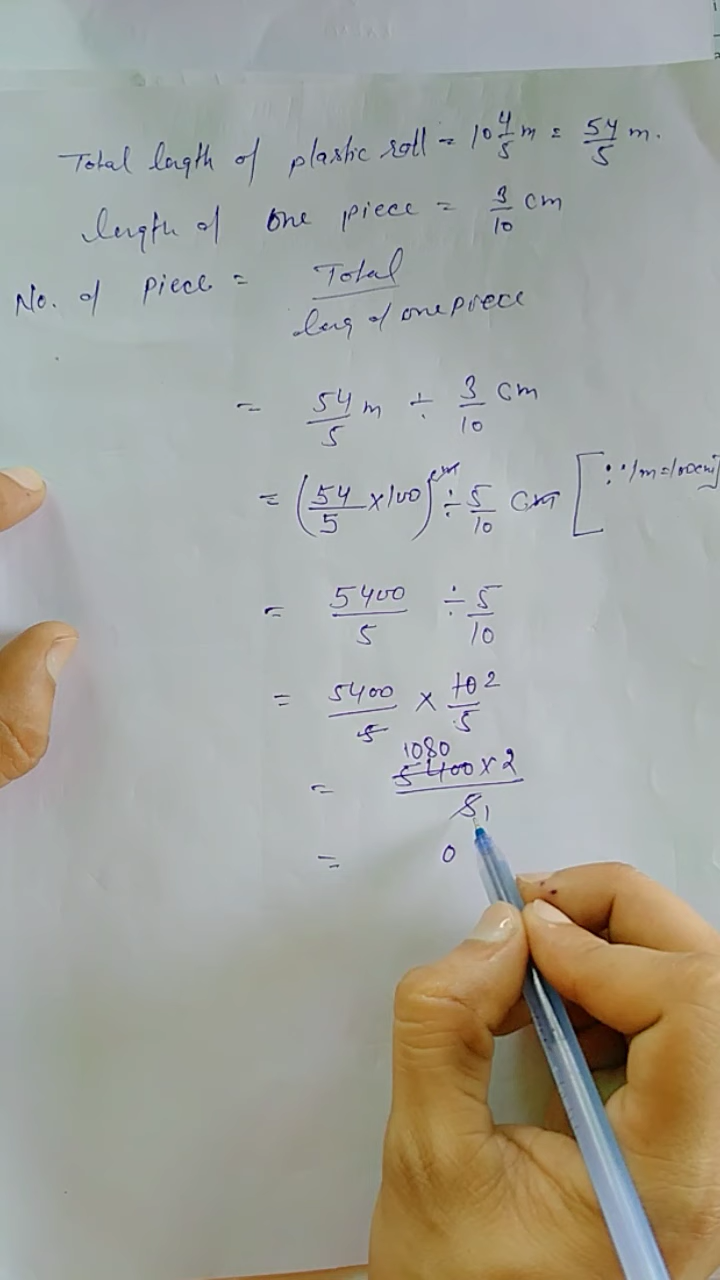 Total length of plastic roll = 10 4/5 m = 54/5 m.
length of one piece = 3/10 cm
No. of piece = Total / leng of one piece
= 54/5 m ÷ 3/10 cm
= (54/5 × 100) cm ÷ 5/10 cm [∵ 1m = 100cm]
= 5400/5 ÷ 5/10
= 5400/5 × 10 2/5
1080
= 5400 × 2 / 5 1
= 0